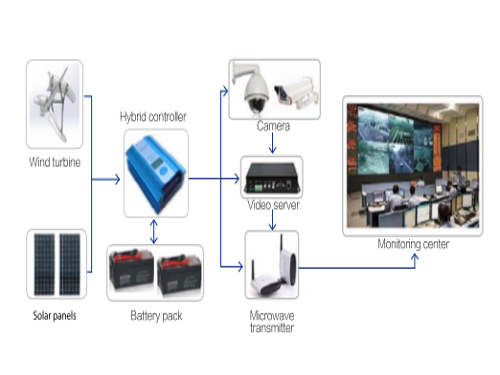 Hybrid controller
Camera
Wind turbine
Video server
Monitoring center
Solar panels
Battery pack
Microwave
transmitter